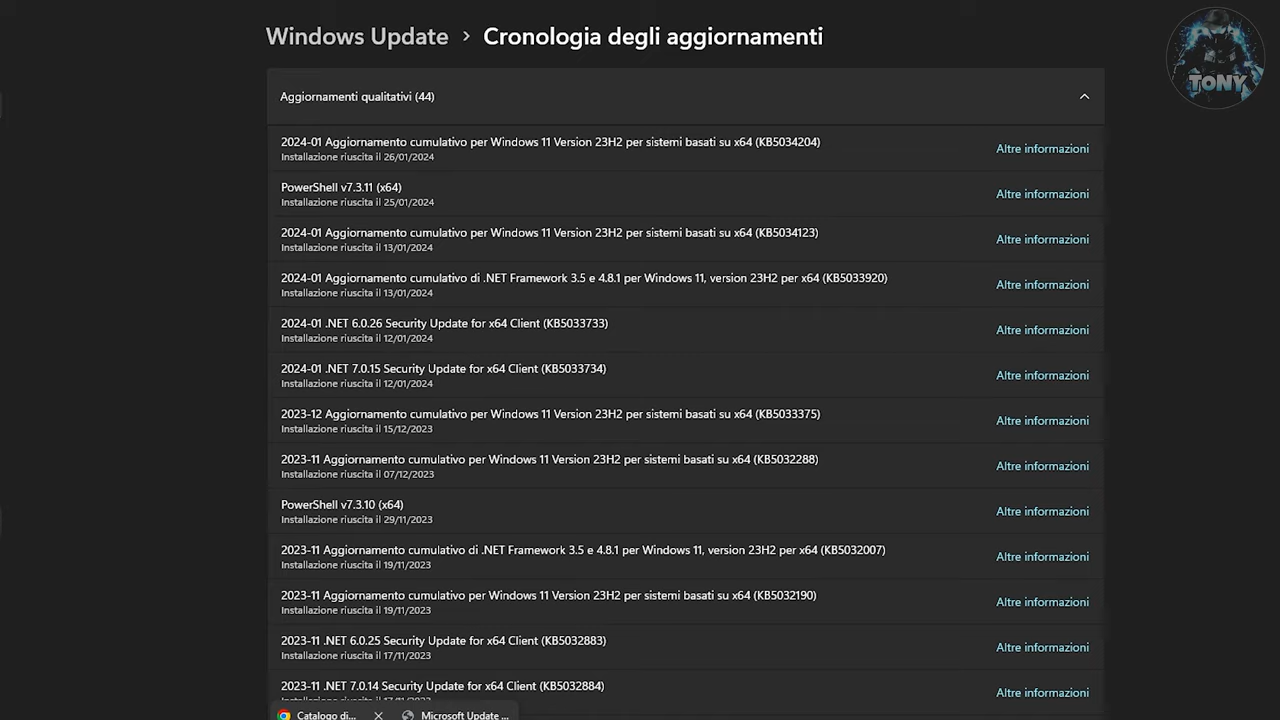 Windows Update > Cronologia degli aggiornamenti
TONY
Aggiornamenti qualitativi (44)
2024-01 Aggiornamento cumulativo per Windows 11 Version 23H2 per sistemi basati su x64 (KB5034204)
Installazione riuscita il 26/01/2024
Altre informazioni
PowerShell v7.3.11 (x64)
Installazione riuscita il 25/01/2024
Altre informazioni
2024-01 Aggiornamento cumulativo per Windows 11 Version 23H2 per sistemi basati su x64 (KB5034123)
Installazione riuscita il 13/01/2024
Altre informazioni
2024-01 Aggiornamento cumulativo di .NET Framework 3.5 e 4.8.1 per Windows 11, version 23H2 per x64 (KB5033920)
Installazione riuscita il 13/01/2024
Altre informazioni
2024-01 .NET 6.0.26 Security Update for x64 Client (KB5033733)
Installazione riuscita il 12/01/2024
Altre informazioni
2024-01 .NET 7.0.15 Security Update for x64 Client (KB5033734)
Installazione riuscita il 12/01/2024
Altre informazioni
2023-12 Aggiornamento cumulativo per Windows 11 Version 23H2 per sistemi basati su x64 (KB5033375)
Installazione riuscita il 15/12/2023
Altre informazioni
2023-11 Aggiornamento cumulativo per Windows 11 Version 23H2 per sistemi basati su x64 (KB5032288)
Installazione riuscita il 07/12/2023
Altre informazioni
PowerShell v7.3.10 (x64)
Installazione riuscita il 29/11/2023
Altre informazioni
2023-11 Aggiornamento cumulativo di .NET Framework 3.5 e 4.8.1 per Windows 11, version 23H2 per x64 (KB5032007)
Installazione riuscita il 19/11/2023
Altre informazioni
2023-11 Aggiornamento cumulativo per Windows 11 Version 23H2 per sistemi basati su x64 (KB5032190)
Installazione riuscita il 19/11/2023
Altre informazioni
2023-11 .NET 6.0.25 Security Update for x64 Client (KB5032883)
Installazione riuscita il 17/11/2023
Altre informazioni
2023-11 .NET 7.0.14 Security Update for x64 Client (KB5032884)
Installazione riuscita il 17/11/2023
Altre informazioni
Catalogo di...
Microsoft Update ...